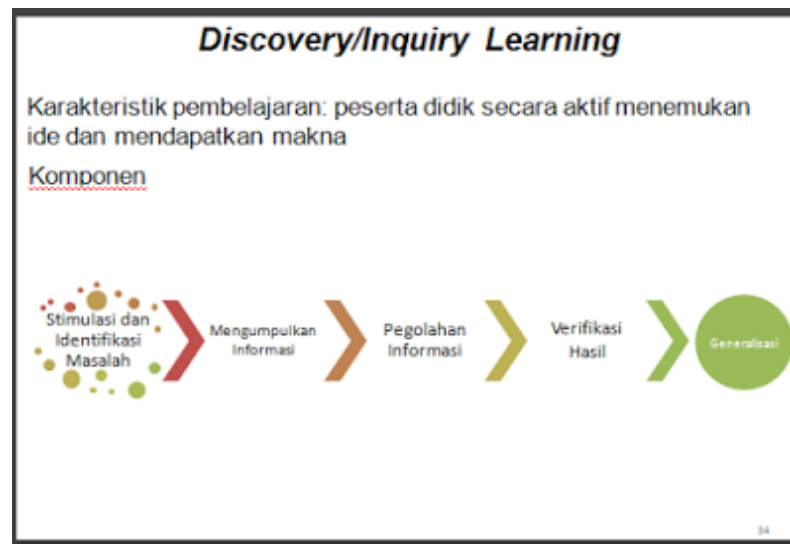 Discovery/Inquiry Learning
Karakteristik pembelajaran: peserta didik secara aktif menemukan
ide dan mendapatkan makna
Komponen
Stimulasi dan
Identifikasi
Masalah
Mengumpulkan
Informasi
Pegolahan
Informasi
Verifikasi
Hasil
Generalisasi
34